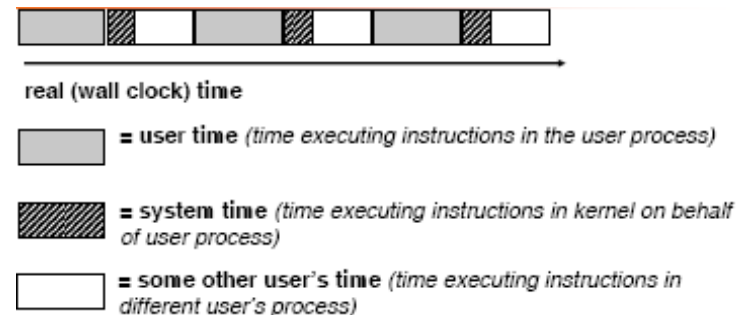 real (wall clock) time
= user time (time executing instructions in the user process)
= system time (time executing instructions in kernel on behalf
of user process)
= some other user's time (time executing instructions in
different user's process)